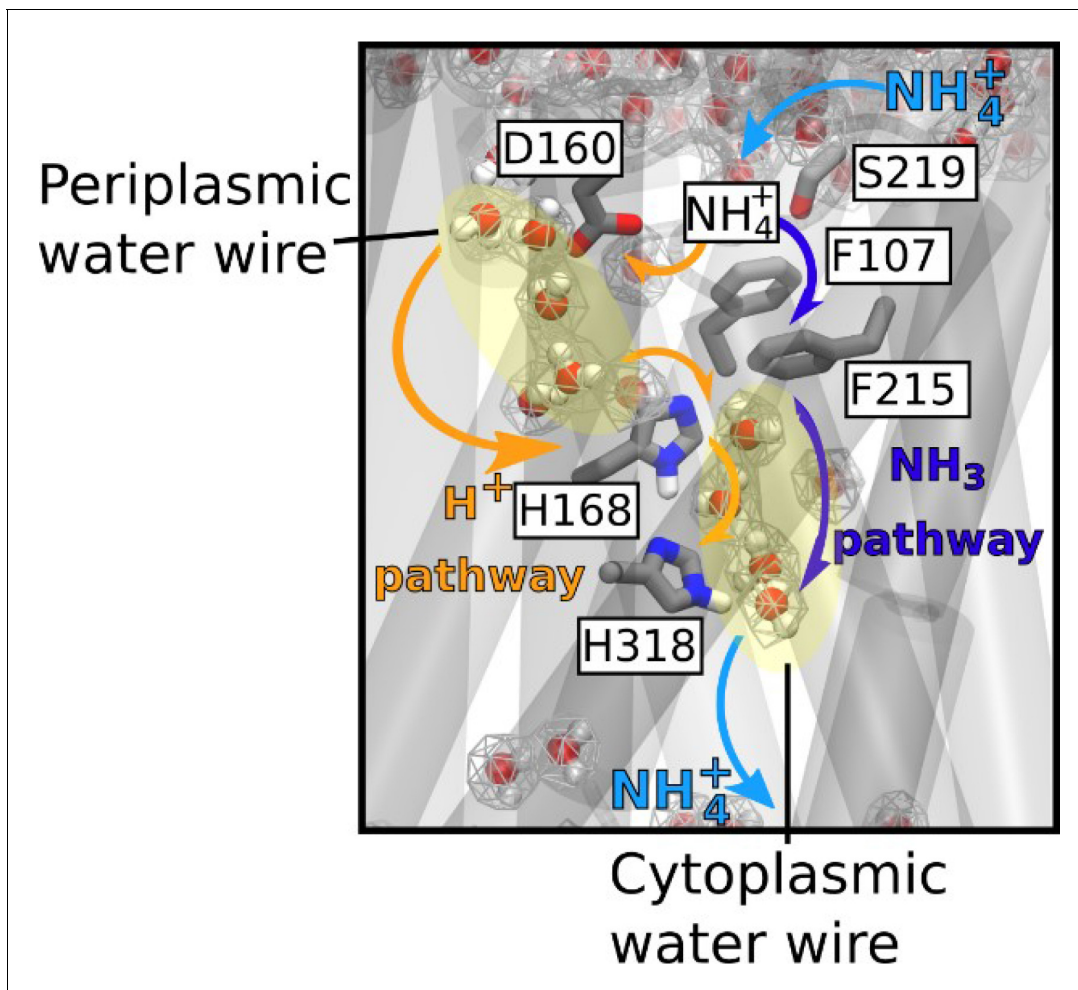 NH₄⁺
D160
S219
Periplasmic
water wire
NH₄⁺
F107
F215
NH₃
pathway
H⁺
pathway
H168
H318
NH₄⁺
Cytoplasmic
water wire